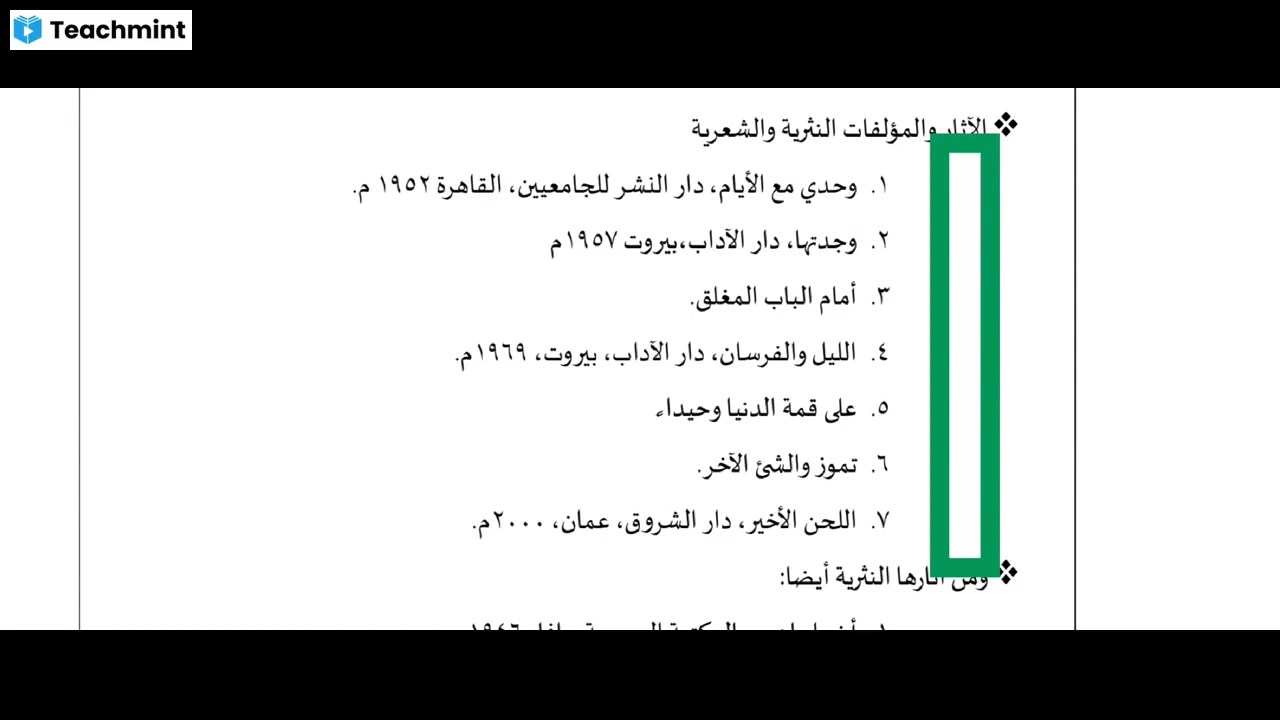 Teachmint
الآثار والمؤلفات النثرية والشعرية
١. وحدي مع الأيام، دار النشر للجامعيين، القاهرة ١٩٥٢ م.
٢. وجدتها، دار الآداب،بيروت ١٩٥٧م
٣. أمام الباب المغلق.
٤. الليل والفرسان، دار الآداب، بيروت، ١٩٦٩م.
٥. على قمة الدنيا وحيداء
٦. تموز والشئ الآخر.
٧. اللحن الأخير، دار الشروق، عمان، ٢٠٠٠م.
ومن آثارها النثرية أيضا: